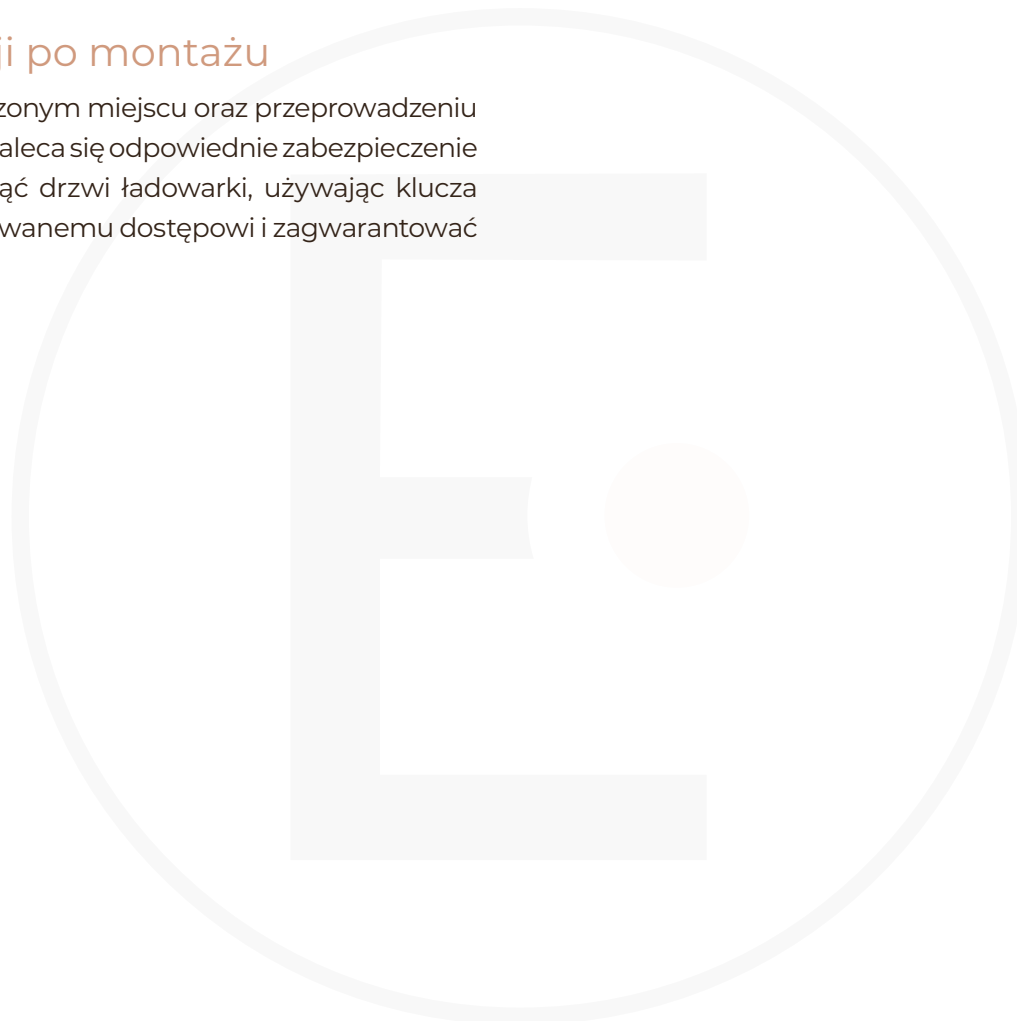 ji po montażu
zonym miejscu oraz przeprowadzeniu
aleca się odpowiednie zabezpieczenie
ąć drzwi ładowarki, używając klucza
wanemu dostępowi i zagwarantować